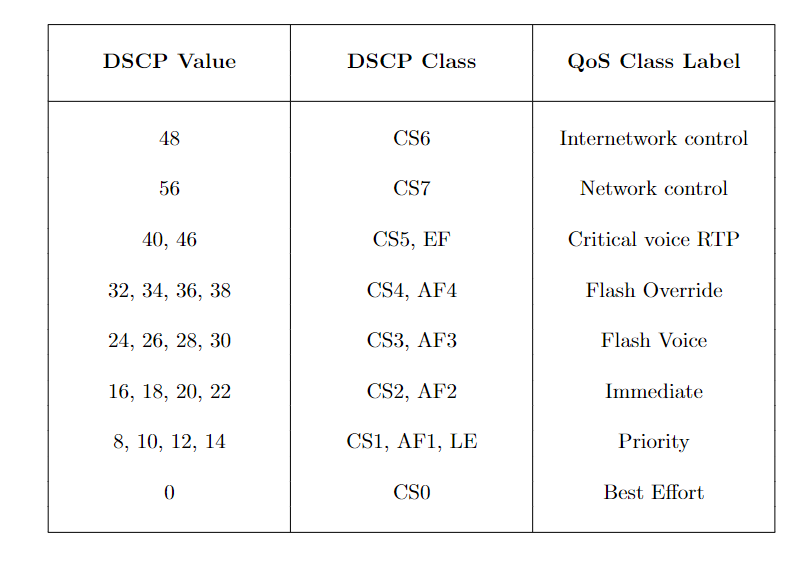 DSCP Value DSCP Class QoS Class Label
48 CS6 Internetwork control
56 CS7 Network control
40, 46 CS5, EF Critical voice RTP
32, 34, 36, 38 CS4, AF4 Flash Override
24, 26, 28, 30 CS3, AF3 Flash Voice
16, 18, 20, 22 CS2, AF2 Immediate
8, 10, 12, 14 CS1, AF1, LE Priority
0 CS0 Best Effort